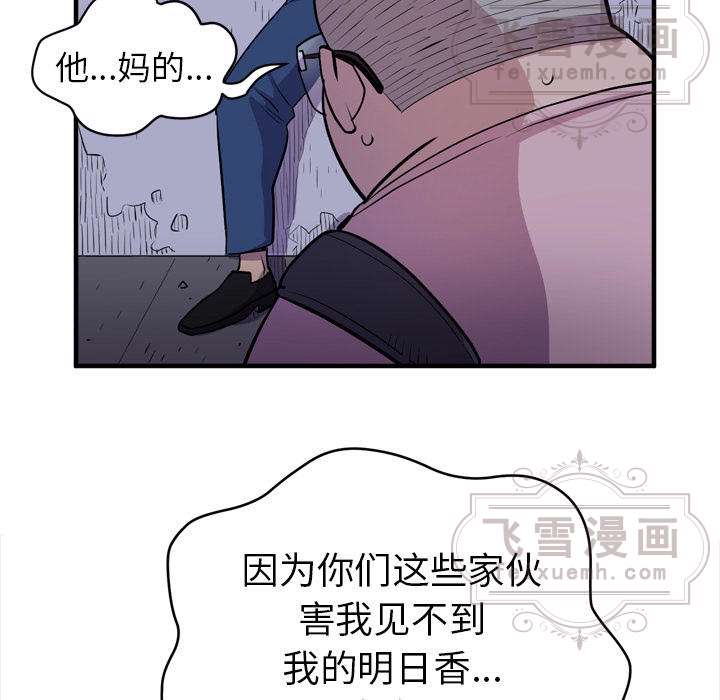 他...妈的...
飞雪漫画
feixuemh.com
飞雪漫画
feixuemh.com
因为你们这些家伙
害我见不到
我的明日香...